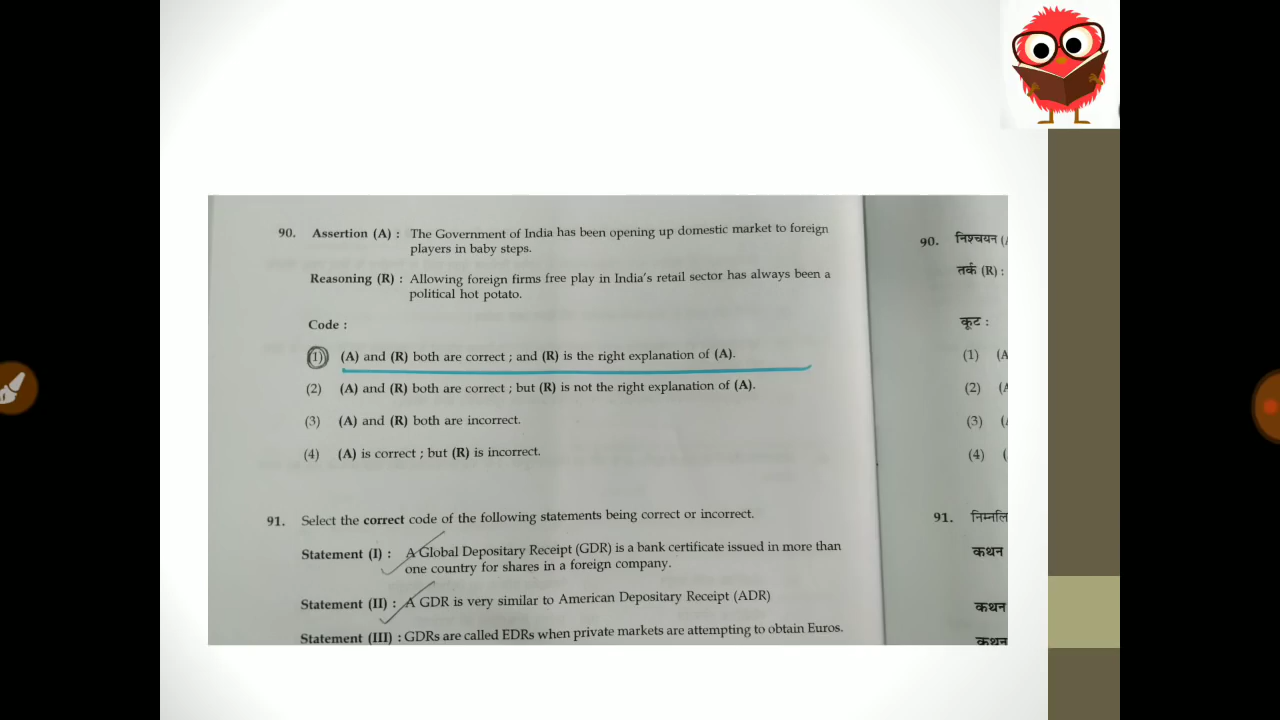 90. Assertion (A) : The Government of India has been opening up domestic market to foreign
players in baby steps.
Reasoning (R) : Allowing foreign firms free play in India's retail sector has always been a
political hot potato.
Code :
(1) (A) and (R) both are correct ; and (R) is the right explanation of (A).
(2) (A) and (R) both are correct ; but (R) is not the right explanation of (A).
(3) (A) and (R) both are incorrect.
(4) (A) is correct ; but (R) is incorrect.
91. Select the correct code of the following statements being correct or incorrect.
Statement (I) : A Global Depositary Receipt (GDR) is a bank certificate issued in more than
one country for shares in a foreign company.
Statement (II) : A GDR is very similar to American Depositary Receipt (ADR)
Statement (III) : GDRs are called EDRs when private markets are attempting to obtain Euros.
90. निश्चयन
तर्क (R) :
कूट :
(1)
(2)
(3)
(4)
91.
कथन
कथन
कथन